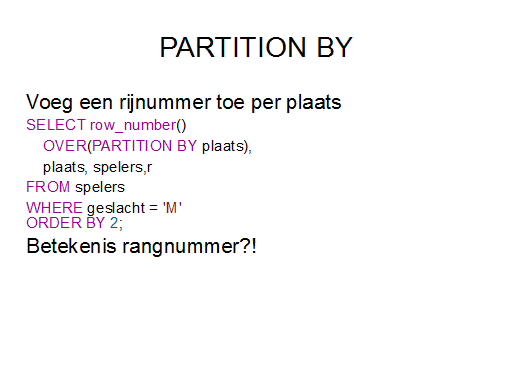 PARTITION BY
Voeg een rijnummer toe per plaats
SELECT row_number()
OVER(PARTITION BY plaats),
plaats, spelers,r
FROM spelers
WHERE geslacht = 'M'
ORDER BY 2;
Betekenis rangnummer?!